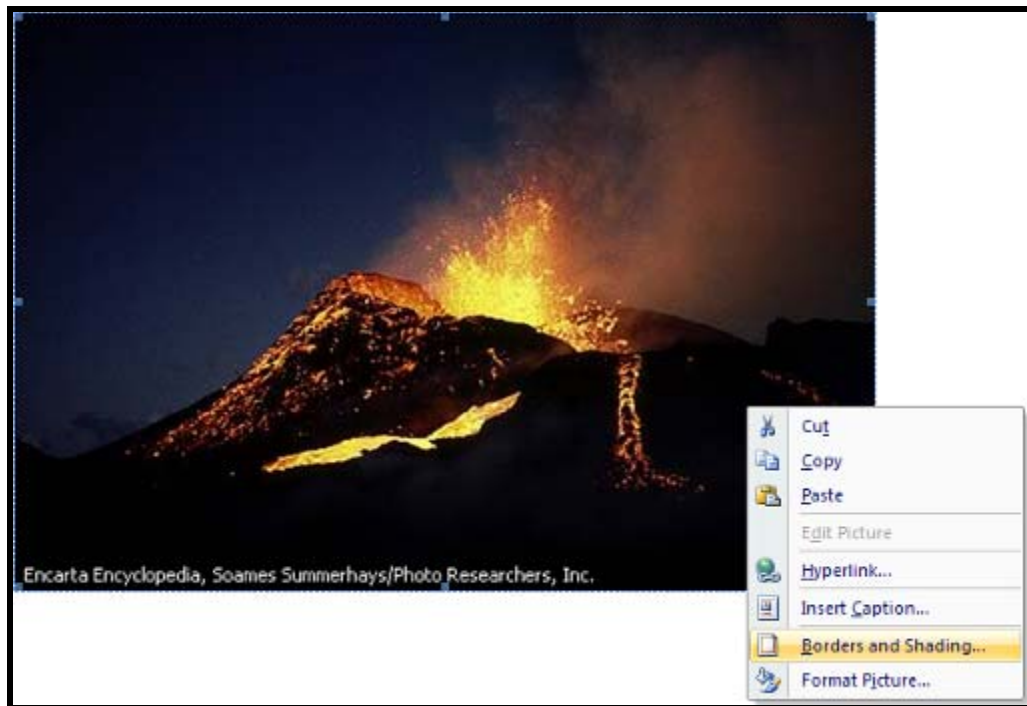 Cut
Copy
Paste
Edit Picture
Encarta Encyclopedia, Soames Summerhays/Photo Researchers, Inc.
Hyperlink...
Insert Caption...
Borders and Shading...
Format Picture...